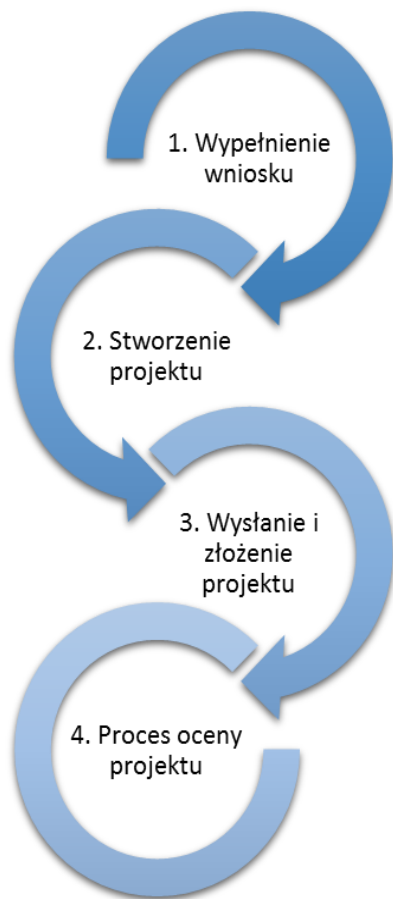 1. Wypełnienie
wniosku
2. Stworzenie
projektu
3. Wysłanie i
złożenie
projektu
4. Proces oceny
projektu